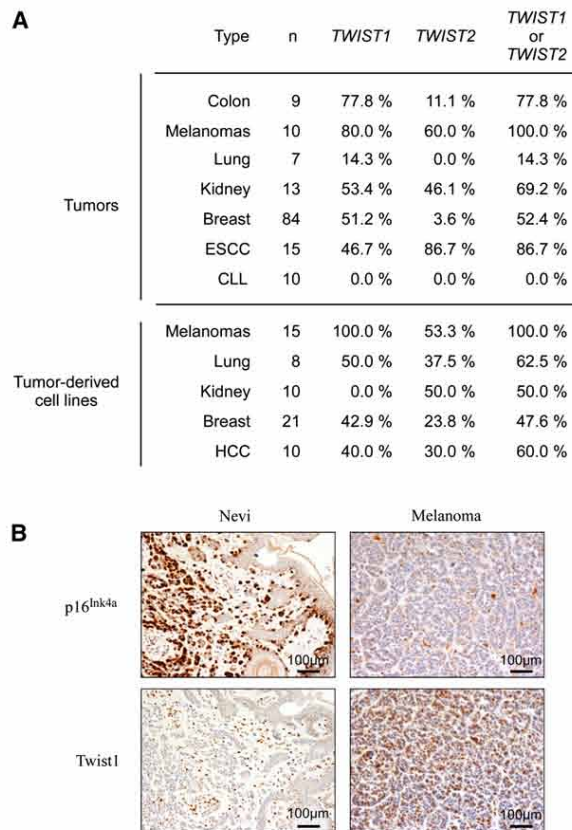 A
Type n TWIST1 TWIST2 TWIST1 or TWIST2
Tumors
Colon 9 77.8 % 11.1 % 77.8 %
Melanomas 10 80.0 % 60.0 % 100.0 %
Lung 7 14.3 % 0.0 % 14.3 %
Kidney 13 53.4 % 46.1 % 69.2 %
Breast 84 51.2 % 3.6 % 52.4 %
ESCC 15 46.7 % 86.7 % 86.7 %
CLL 10 0.0 % 0.0 % 0.0 %
Tumor-derived
cell lines
Melanomas 15 100.0 % 53.3 % 100.0 %
Lung 8 50.0 % 37.5 % 62.5 %
Kidney 10 0.0 % 50.0 % 50.0 %
Breast 21 42.9 % 23.8 % 47.6 %
HCC 10 40.0 % 30.0 % 60.0 %
B
Nevi Melanoma
p16Ink4a
100µm 100µm
Twist1
100µm 100µm